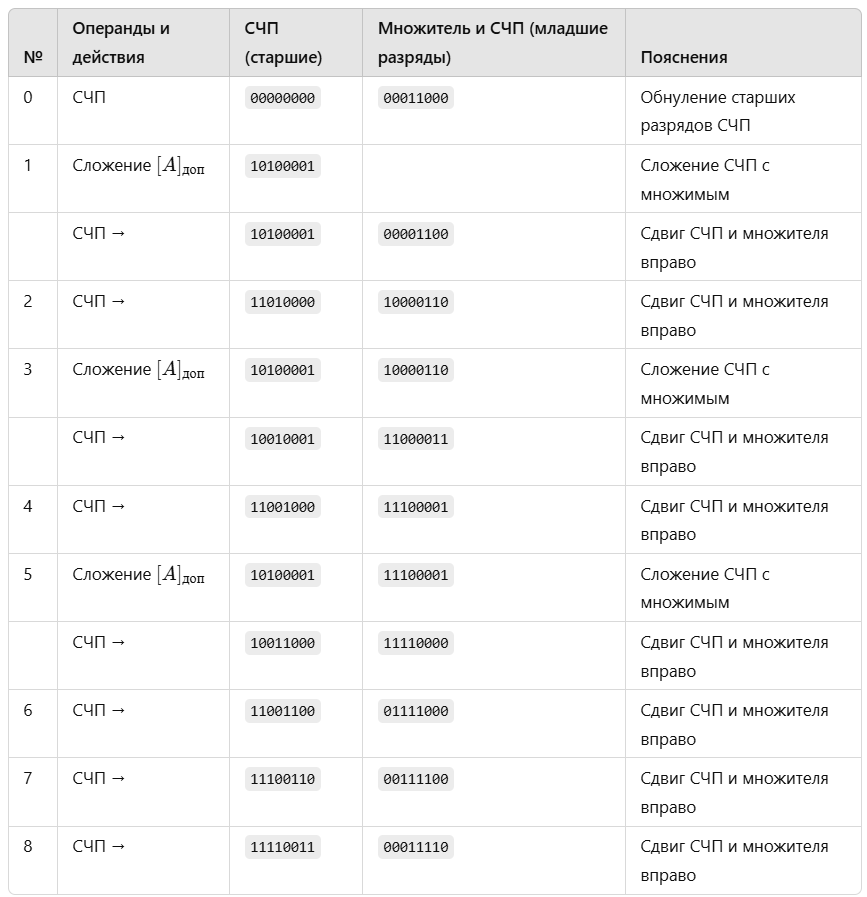 № Операнды и действия СЧП (старшие) Множитель и СЧП (младшие разряды) Пояснения
0 СЧП 00000000 00011000 Обнуление старших разрядов СЧП
1 Сложение [A]доп 10100001 Сложение СЧП с множимым
СЧП → 10100001 00001100 Сдвиг СЧП и множителя вправо
2 СЧП → 11010000 10000110 Сдвиг СЧП и множителя вправо
3 Сложение [A]доп 10100001 10000110 Сложение СЧП с множимым
СЧП → 10010001 11000011 Сдвиг СЧП и множителя вправо
4 СЧП → 11001000 11100001 Сдвиг СЧП и множителя вправо
5 Сложение [A]доп 10100001 11100001 Сложение СЧП с множимым
СЧП → 10011000 11110000 Сдвиг СЧП и множителя вправо
6 СЧП → 11001100 01111000 Сдвиг СЧП и множителя вправо
7 СЧП → 11100110 00111100 Сдвиг СЧП и множителя вправо
8 СЧП → 11110011 00011110 Сдвиг СЧП и множителя вправо